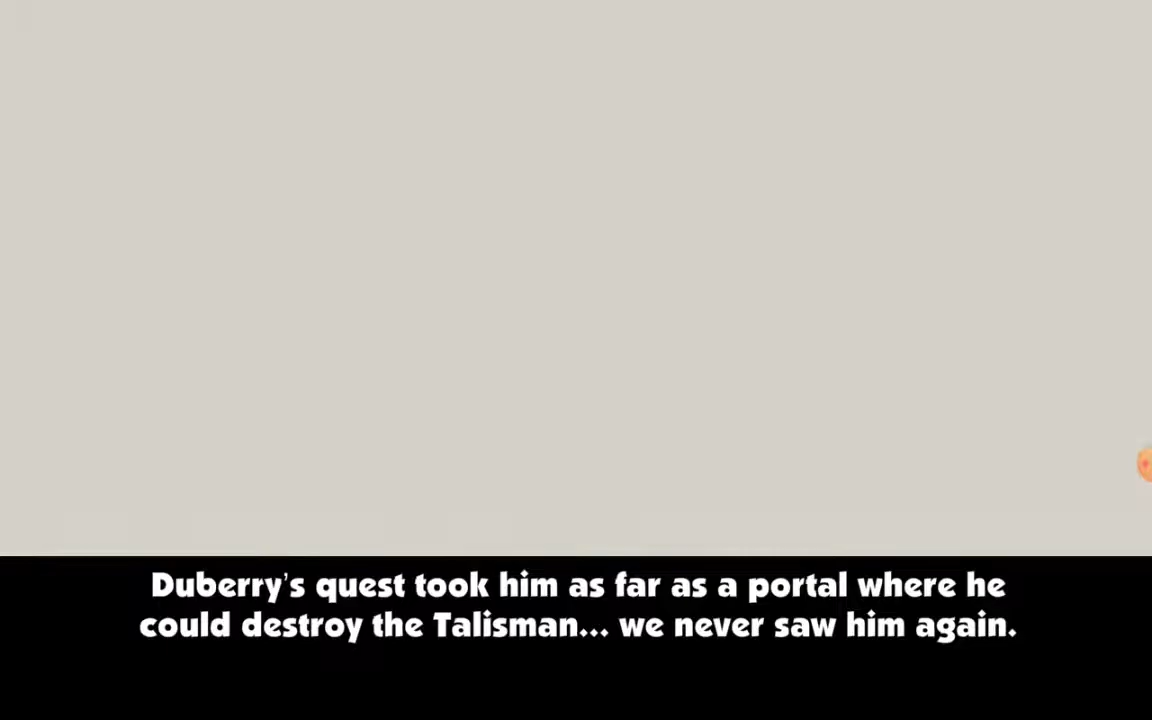 Duberry's quest took him as far as a portal where he
could destroy the Talisman... we never saw him again.